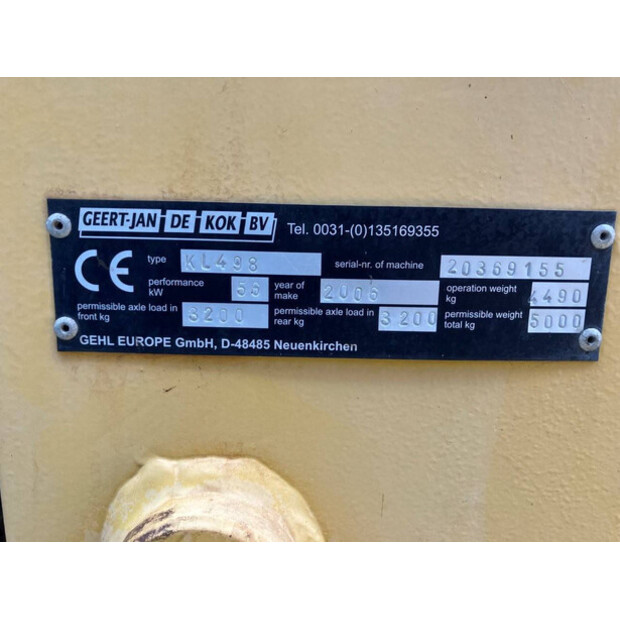 GEERT-JAN DE KOK BV Tel. 0031-(0)135169355
CE type KL498 serial-nr. of machine 20369155
performance kW 53 year of make 2006 operation weight kg 4490
permissible axle load in front kg 3200 permissible axle load in rear kg 3200 permissible weight total kg 5000
GEHL EUROPE GmbH, D-48485 Neuenkirchen